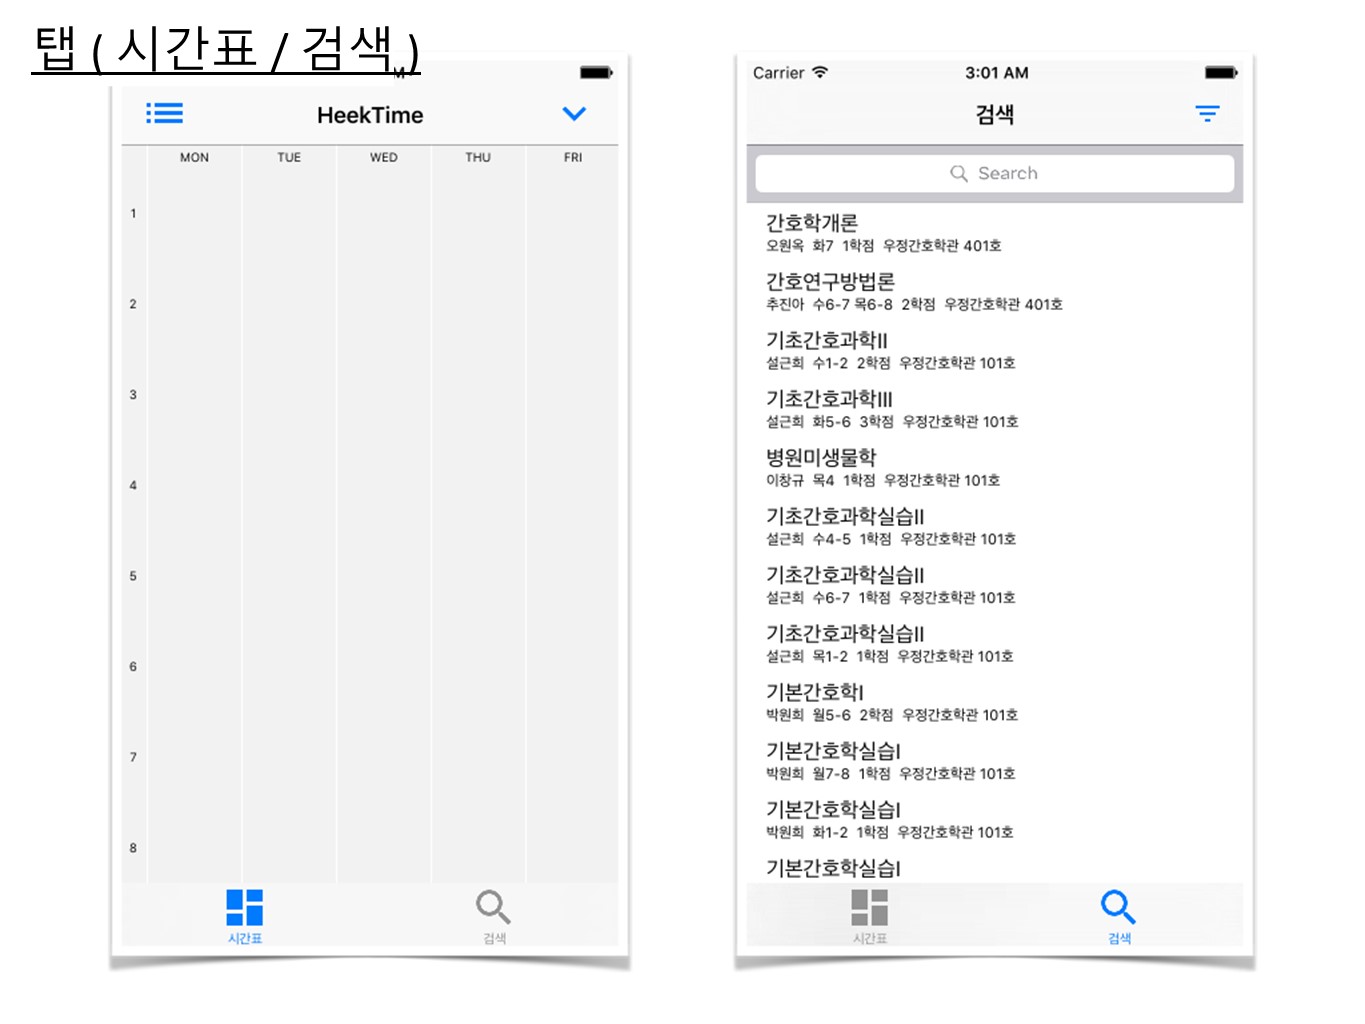 탭 ( 시간표 / 검색 )
HeekTime
MON TUE WED THU FRI
1
2
3
4
5
6
7
8
시간표 검색
Carrier 3:01 AM
검색
Search
간호학개론
오원옥 화7 1학점 우정간호학관 401호
간호연구방법론
추진아 수6-7 목6-8 2학점 우정간호학관 401호
기초간호과학II
설근희 수1-2 2학점 우정간호학관 101호
기초간호과학III
설근희 화5-6 3학점 우정간호학관 101호
병원미생물학
이창규 목4 1학점 우정간호학관 101호
기초간호과학실습II
설근희 수4-5 1학점 우정간호학관 101호
기초간호과학실습II
설근희 수6-7 1학점 우정간호학관 101호
기초간호과학실습II
설근희 목1-2 1학점 우정간호학관 101호
기본간호학I
박원희 월5-6 2학점 우정간호학관 101호
기본간호학실습I
박원희 월7-8 1학점 우정간호학관 101호
기본간호학실습I
박원희 화1-2 1학점 우정간호학관 101호
기본간호학실습I
시간표 검색